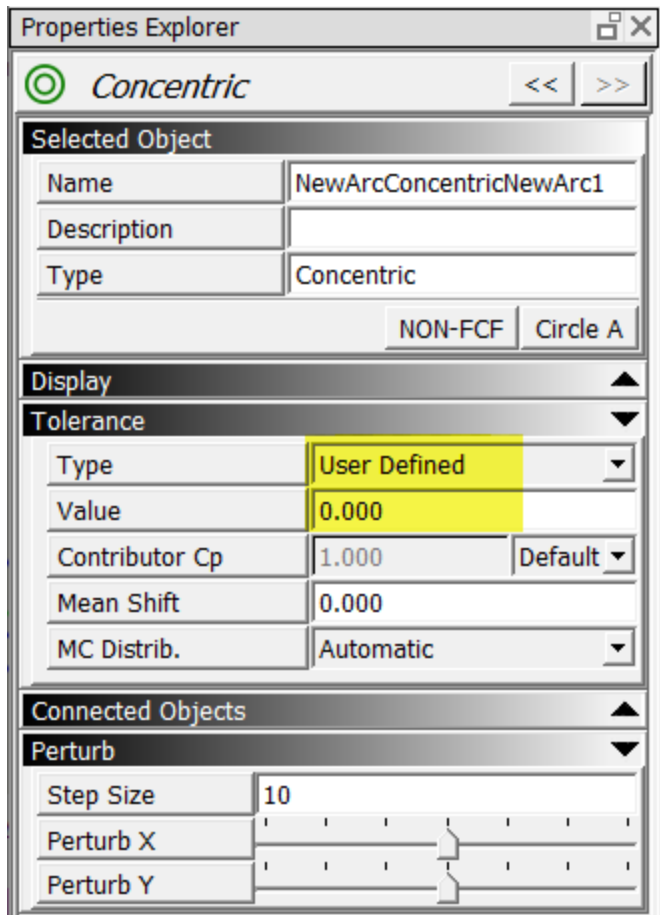 Properties Explorer
Concentric << >>
Selected Object
Name NewArcConcentricNewArc1
Description
Type Concentric
NON-FCF Circle A
Display
Tolerance
Type User Defined
Value 0.000
Contributor Cp 1.000 Default
Mean Shift 0.000
MC Distrib. Automatic
Connected Objects
Perturb
Step Size 10
Perturb X
Perturb Y